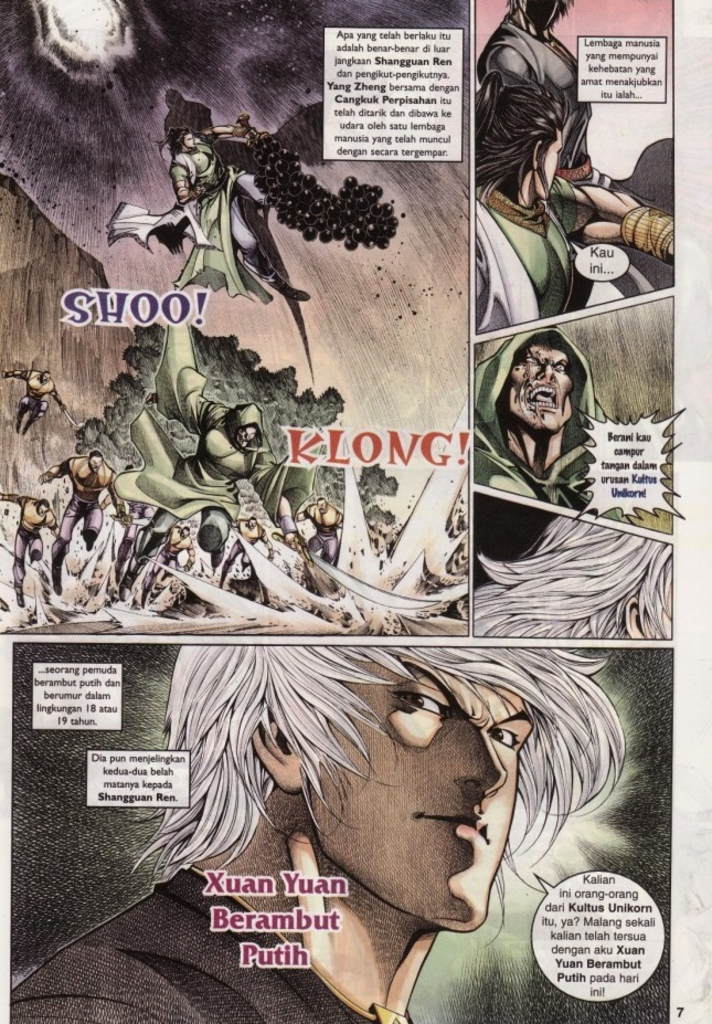 Apa yang telah berlaku itu
adalah benar-benar di luar
jangkaan Shangguan Ren
dan pengikut-pengikutnya.
Yang Zheng bersama dengan
Cangkuk Perpisahan itu
telah ditarik dan dibawa ke
udara oleh satu lembaga
manusia yang telah muncul
dengan secara tergempar.
SHOO!
KLONG!
Lembaga manusia
yang mempunyai
kehebatan yang
amat menakjubkan
itu ialah...
Kau
ini...
Berani kau
campur
tangan dalam
urusan Kultus
Unikorn!
...seorang pemuda
berambut putih dan
berumur dalam
lingkungan 18 atau
19 tahun.
Dia pun menjelingkan
kedua-dua belah
matanya kepada
Shangguan Ren.
Xuan Yuan
Berambut
Putih
Kalian
ini orang-orang
dari Kultus Unikorn
itu, ya? Malang sekali
kalian telah tersua
dengan aku Xuan
Yuan Berambut
Putih pada hari
ini!
7